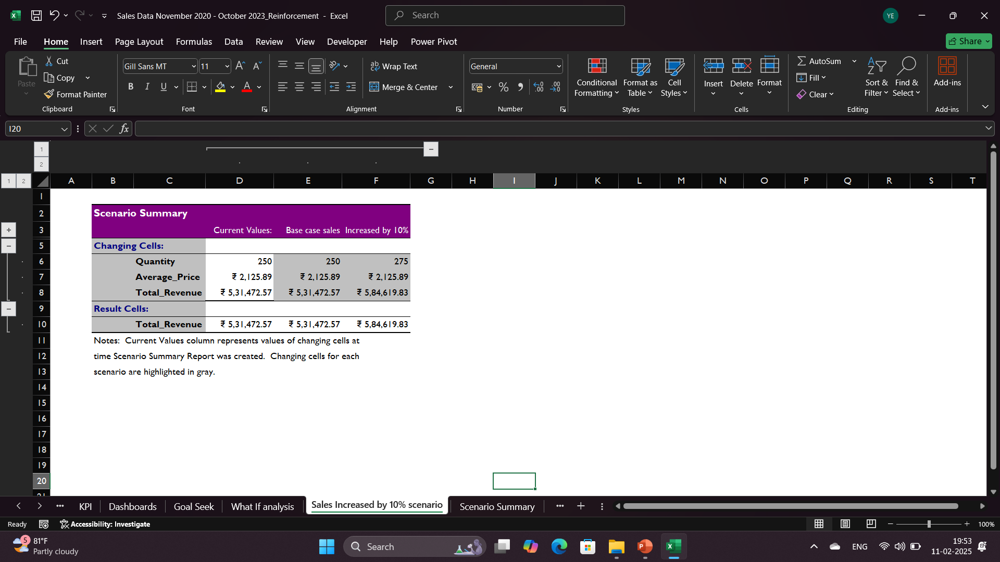 Sales Data November 2020 - October 2023_Reinforcement - Excel
Search
YE
File Home Insert Page Layout Formulas Data Review View Developer Help Power Pivot
Share
Paste
Cut
Copy
Format Painter
Clipboard
Gill Sans MT 11
B I U
Font
Wrap Text
Merge & Center
Alignment
General
% 9
Number
Conditional Formatting
Format as Table
Cell Styles
Styles
Insert Delete Format
Cells
AutoSum
Fill
Clear
Sort & Filter
Find & Select
Editing
Add-ins
Add-ins
I20
fx
1
2
1 2
A B C D E F G H I J K L M N O P Q R S T
1
2 Scenario Summary
3 Current Values: Base case sales Increased by 10%
5 Changing Cells:
6 Quantity 250 250 275
7 Average_Price ₹ 2,125.89 ₹ 2,125.89 ₹ 2,125.89
8 Total_Revenue ₹ 5,31,472.57 ₹ 5,31,472.57 ₹ 5,84,619.83
9 Result Cells:
10 Total_Revenue ₹ 5,31,472.57 ₹ 5,31,472.57 ₹ 5,84,619.83
11 Notes: Current Values column represents values of changing cells at
12 time Scenario Summary Report was created. Changing cells for each
13 scenario are highlighted in gray.
14
15
16
17
18
19
20
21
KPI Dashboards Goal Seek What If analysis Sales Increased by 10% scenario Scenario Summary
Ready Accessibility: Investigate 100%
5 81°F
Partly cloudy
Search
ENG
19:53
11-02-2025